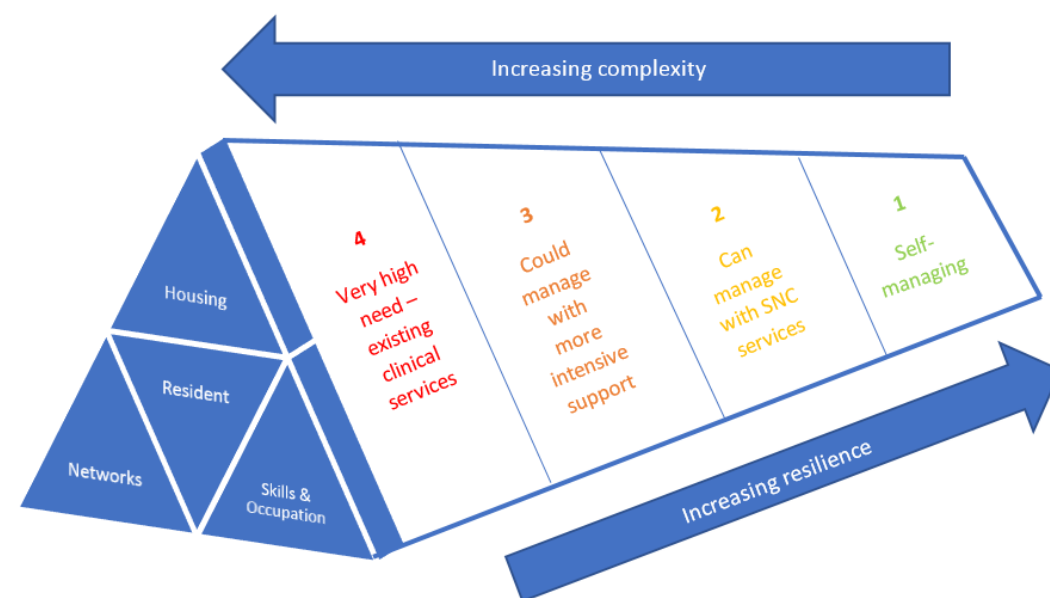 Increasing complexity
Housing
Resident
Networks
Skills &
Occupation
4
Very high
need –
existing
clinical
services
3
Could
manage
with
more
intensive
support
2
Can
manage
with SNC
services
1
Self-
managing
Increasing resilience